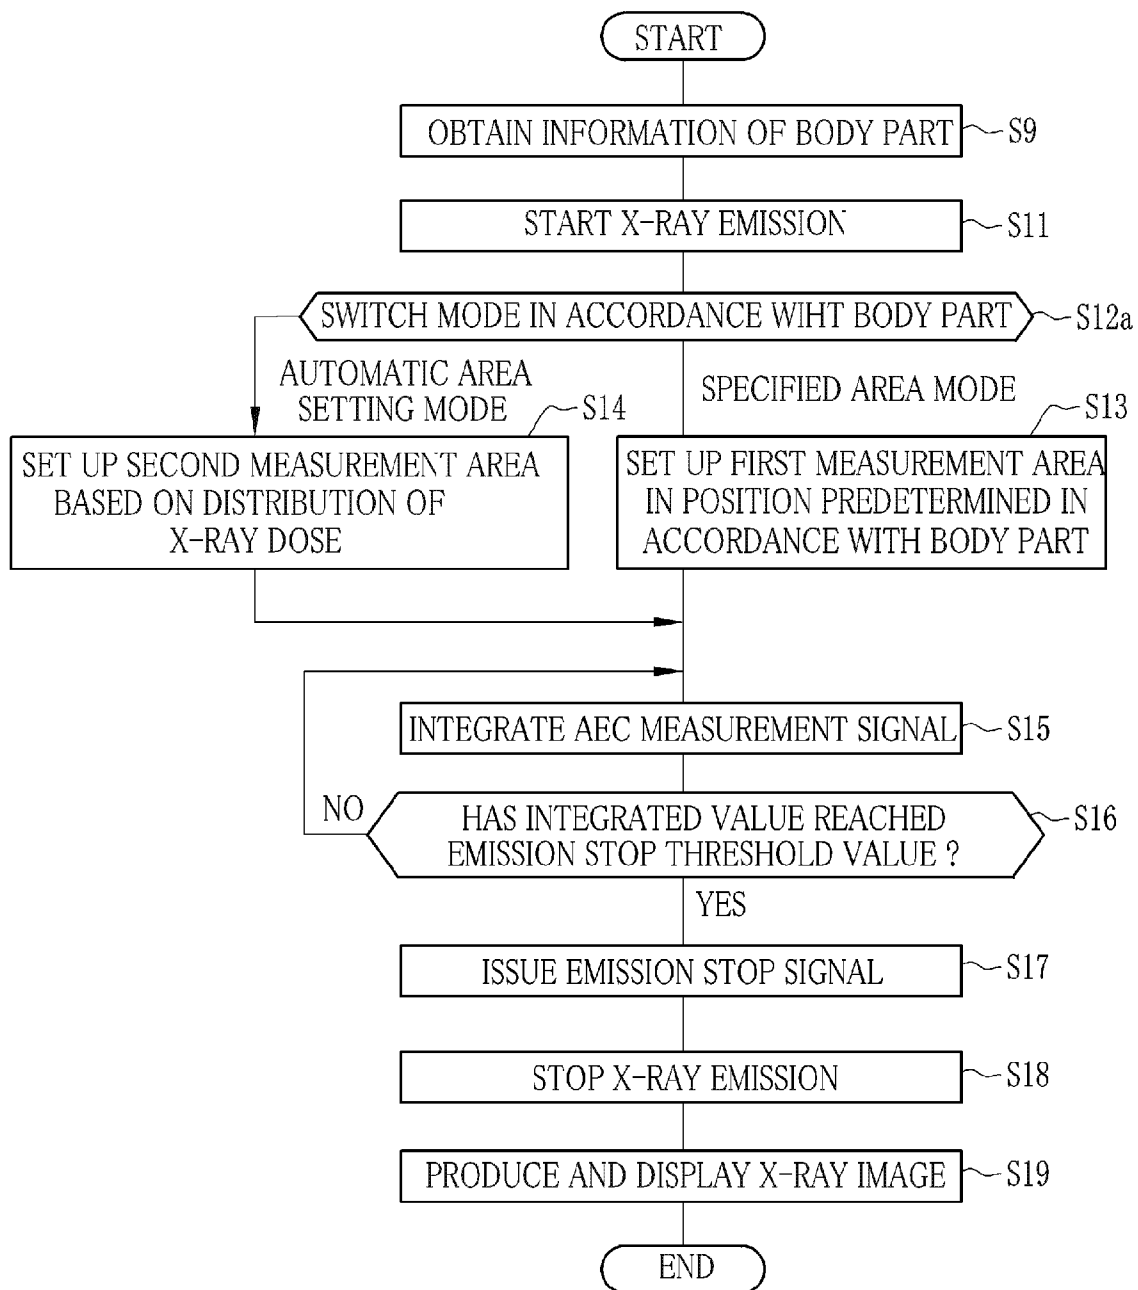 START
OBTAIN INFORMATION OF BODY PART
S9
START X-RAY EMISSION
S11
SWITCH MODE IN ACCORDANCE WIHT BODY PART
S12a
AUTOMATIC AREA
SETTING MODE
SPECIFIED AREA MODE
S14
S13
SET UP SECOND MEASUREMENT AREA
BASED ON DISTRIBUTION OF
X-RAY DOSE
SET UP FIRST MEASUREMENT AREA
IN POSITION PREDETERMINED IN
ACCORDANCE WITH BODY PART
INTEGRATE AEC MEASUREMENT SIGNAL
S15
NO
HAS INTEGRATED VALUE REACHED
EMISSION STOP THRESHOLD VALUE ?
S16
YES
ISSUE EMISSION STOP SIGNAL
S17
STOP X-RAY EMISSION
S18
PRODUCE AND DISPLAY X-RAY IMAGE
S19
END